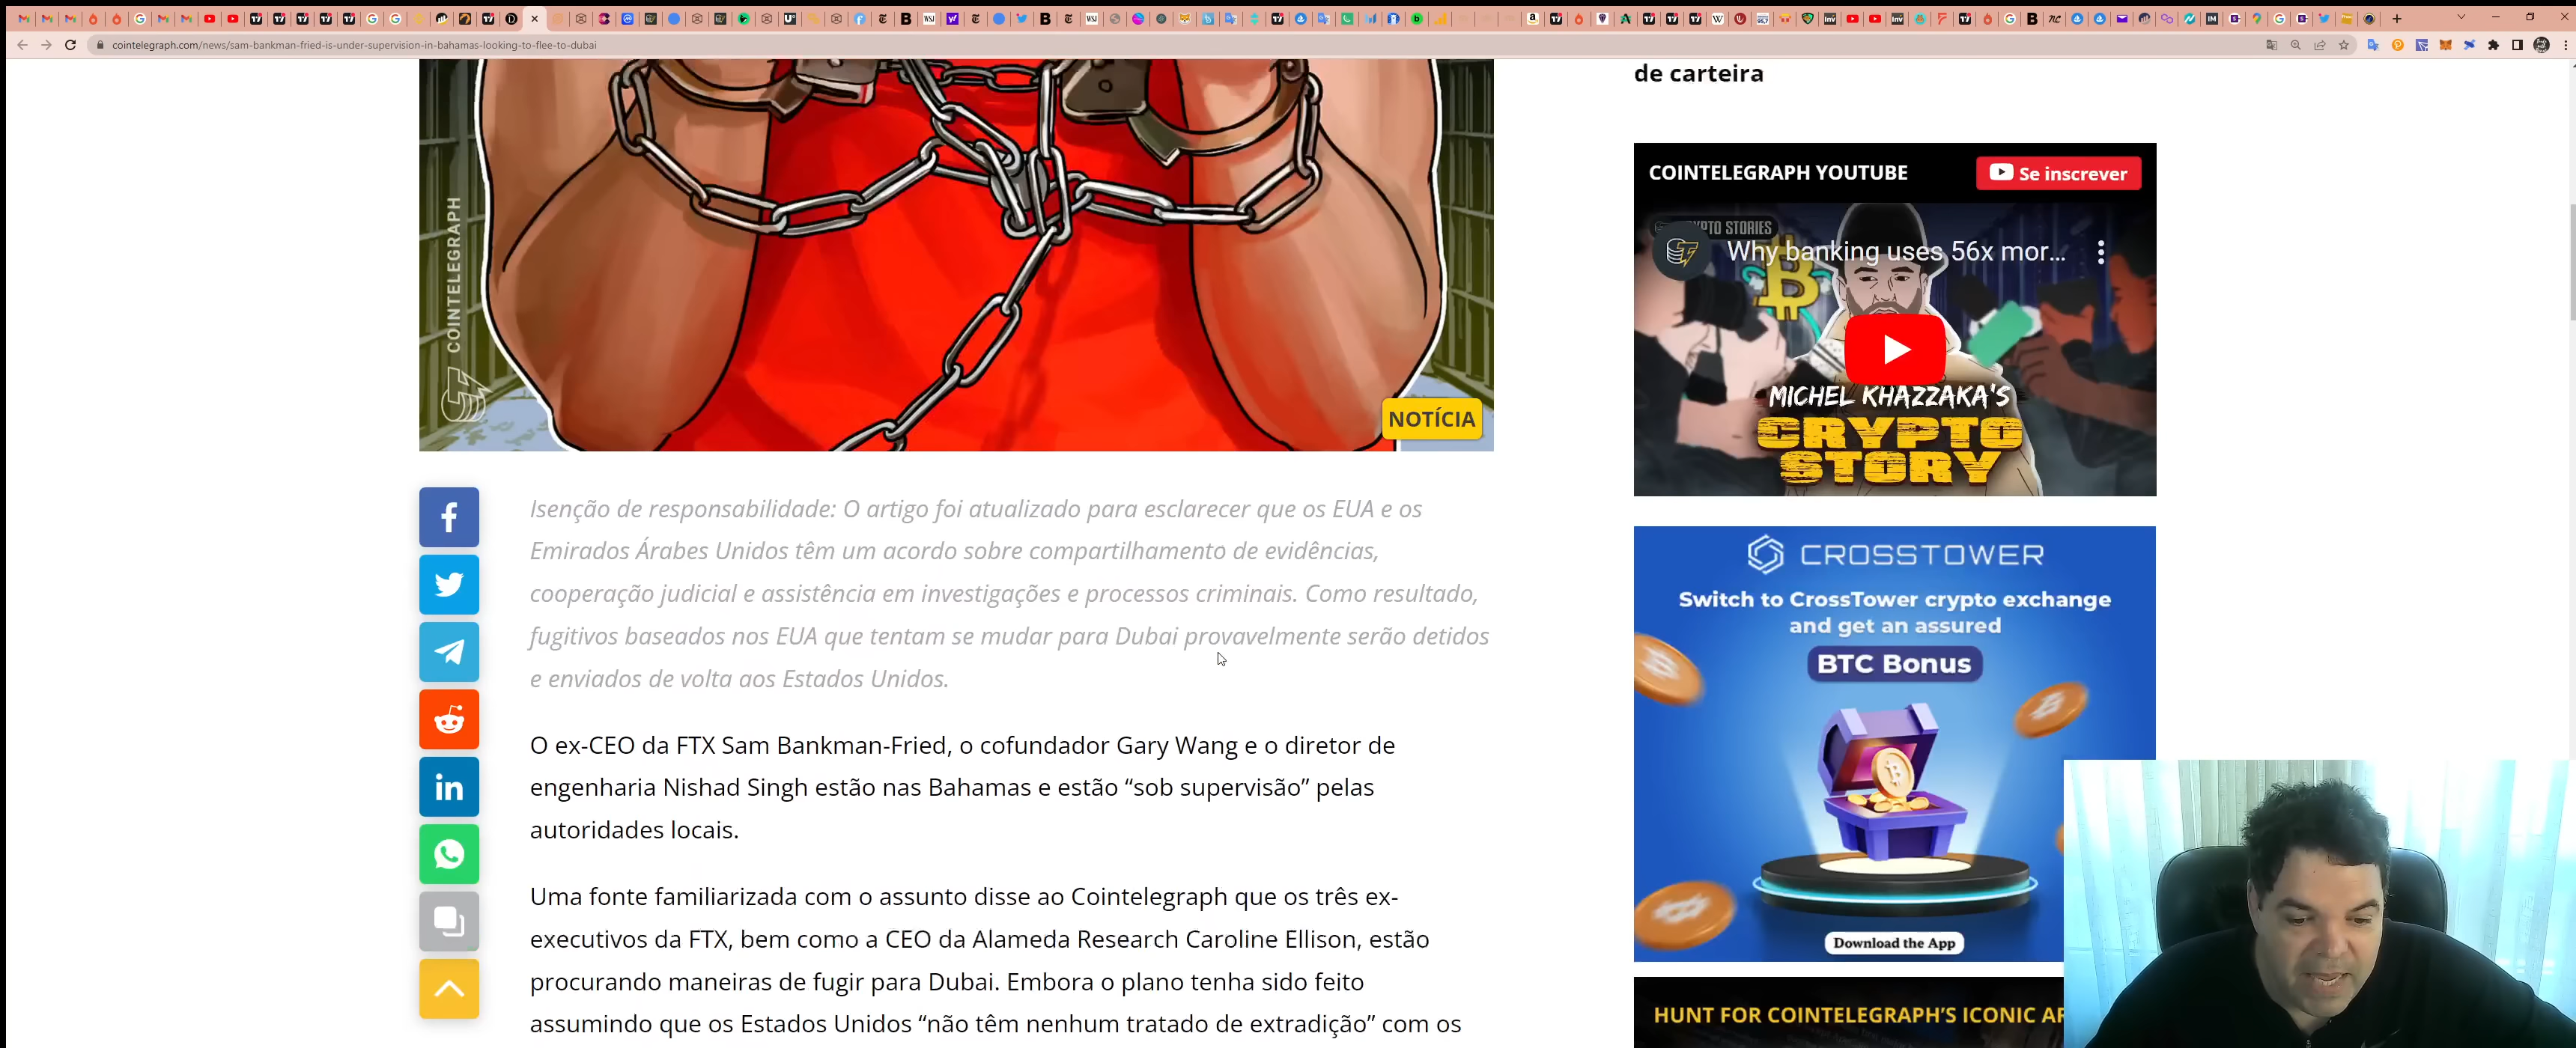 cointelegraph.com/news/sam-bankman-fried-is-under-supervision-in-bahamas-looking-to-flee-to-dubai
COINTELEGRAPH
NOTÍCIA
Isenção de responsabilidade: O artigo foi atualizado para esclarecer que os EUA e os
Emirados Árabes Unidos têm um acordo sobre compartilhamento de evidências,
cooperação judicial e assistência em investigações e processos criminais. Como resultado,
fugitivos baseados nos EUA que tentam se mudar para Dubai provavelmente serão detidos
e enviados de volta aos Estados Unidos.
O ex-CEO da FTX Sam Bankman-Fried, o cofundador Gary Wang e o diretor de
engenharia Nishad Singh estão nas Bahamas e estão “sob supervisão” pelas
autoridades locais.
Uma fonte familiarizada com o assunto disse ao Cointelegraph que os três ex-
executivos da FTX, bem como a CEO da Alameda Research Caroline Ellison, estão
procurando maneiras de fugir para Dubai. Embora o plano tenha sido feito
assumindo que os Estados Unidos “não têm nenhum tratado de extradição” com os
de carteira
COINTELEGRAPH YOUTUBE
Se inscrever
PTO STORIES
Why banking uses 56x mor...
MICHEL KHAZZAKA'S
CRYPTO
STORY
CROSSTOWER
Switch to CrossTower crypto exchange
and get an assured
BTC Bonus
Download the App
HUNT FOR COINTELEGRAPH'S ICONIC AR